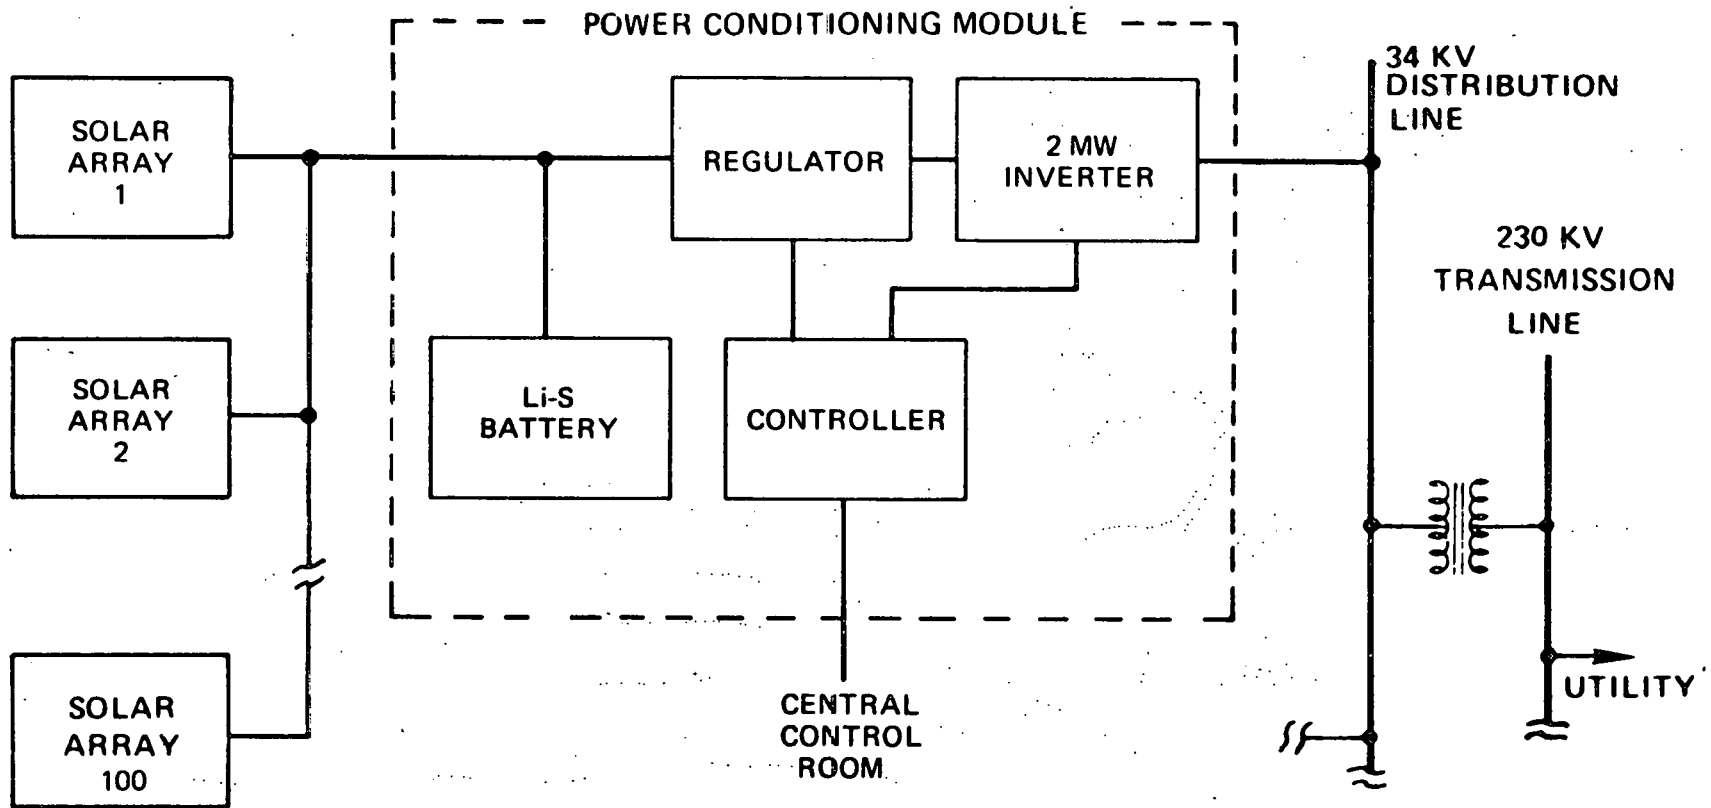 POWER CONDITIONING MODULE
34 KV
DISTRIBUTION
LINE
SOLAR
ARRAY
1
REGULATOR
2 MW
INVERTER
230 KV
TRANSMISSION
LINE
SOLAR
ARRAY
2
Li-S
BATTERY
CONTROLLER
UTILITY
SOLAR
ARRAY
100
CENTRAL
CONTROL
ROOM